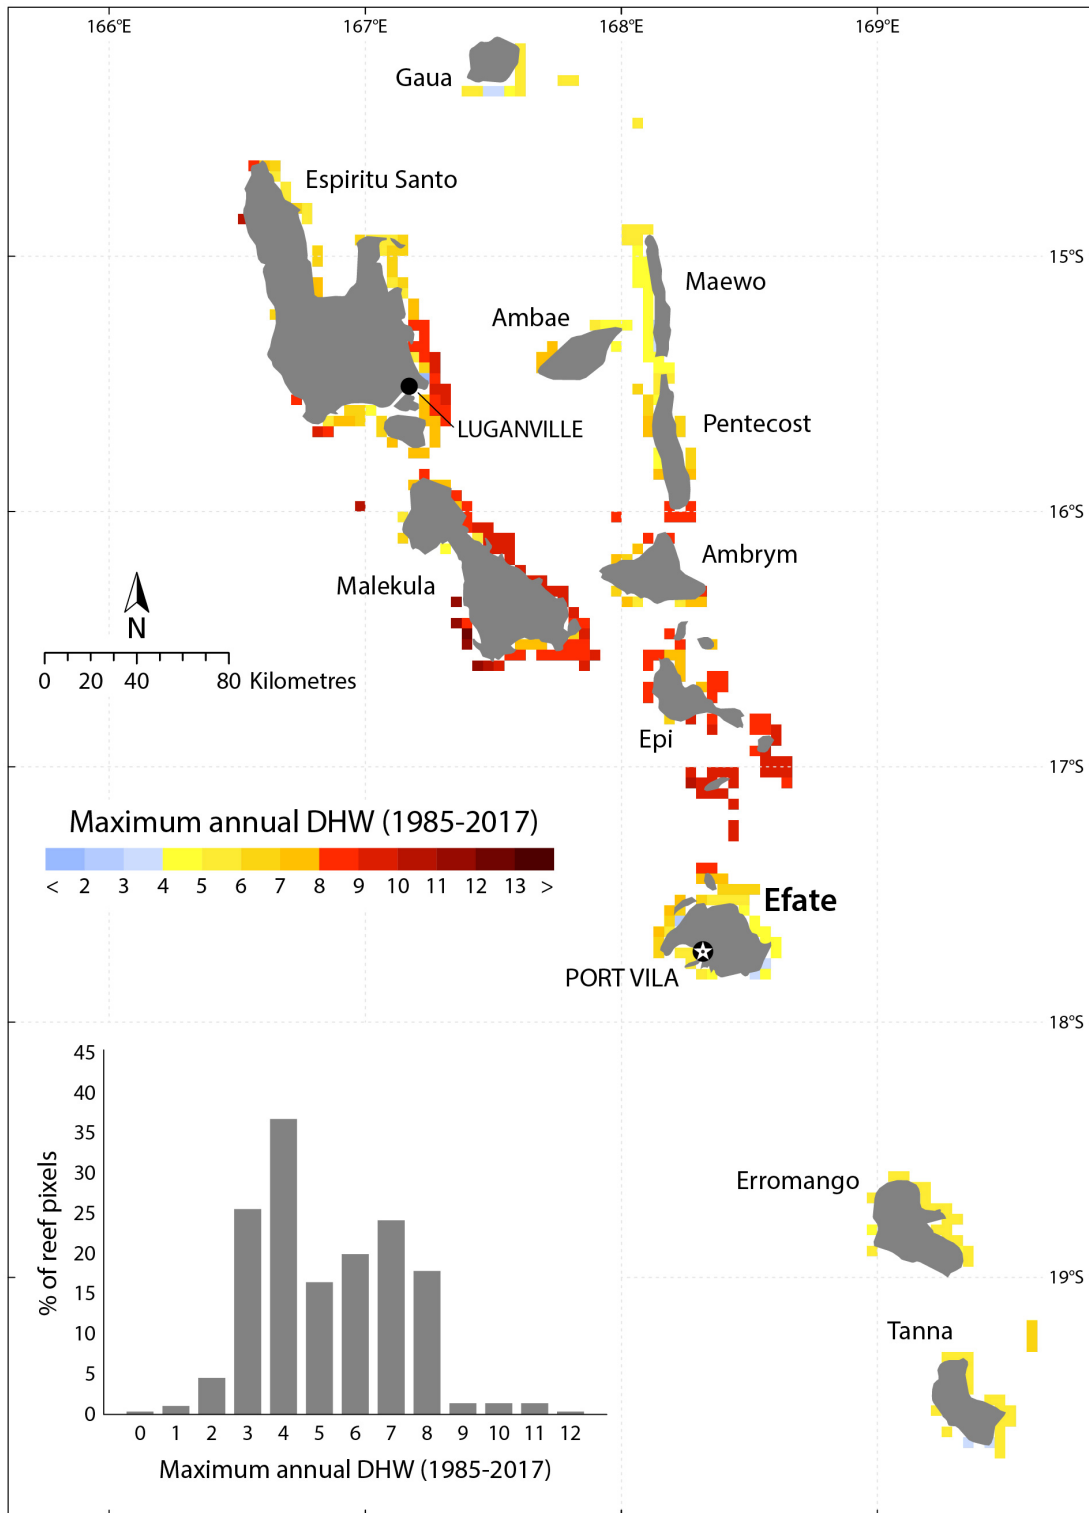 166°E 167°E 168°E 169°E
Gaua
Espiritu Santo
15°S
Maewo
Ambae
Pentecost
LUGANVILLE
16°S
Ambrym
Malekula
N
0 20 40 80 Kilometres
Epi
17°S
Maximum annual DHW (1985-2017)
< 2 3 4 5 6 7 8 9 10 11 12 13 >
Efate
PORT VILA
18°S
45
40
35
30
25
20
15
10
5
0
% of reef pixels
0 1 2 3 4 5 6 7 8 9 10 11 12
Maximum annual DHW (1985-2017)
Erromango
19°S
Tanna